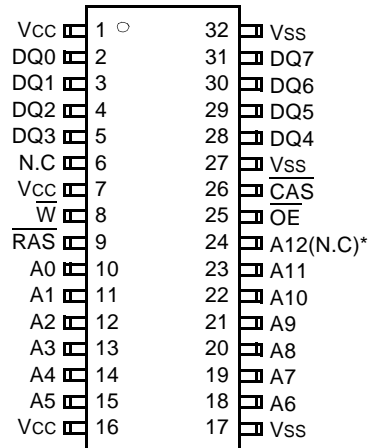 VCC 1 32 VSS
DQ0 2 31 DQ7
DQ1 3 30 DQ6
DQ2 4 29 DQ5
DQ3 5 28 DQ4
N.C 6 27 VSS
VCC 7 26 CAS
W 8 25 OE
RAS 9 24 A12(N.C)*
A0 10 23 A11
A1 11 22 A10
A2 12 21 A9
A3 13 20 A8
A4 14 19 A7
A5 15 18 A6
VCC 16 17 VSS